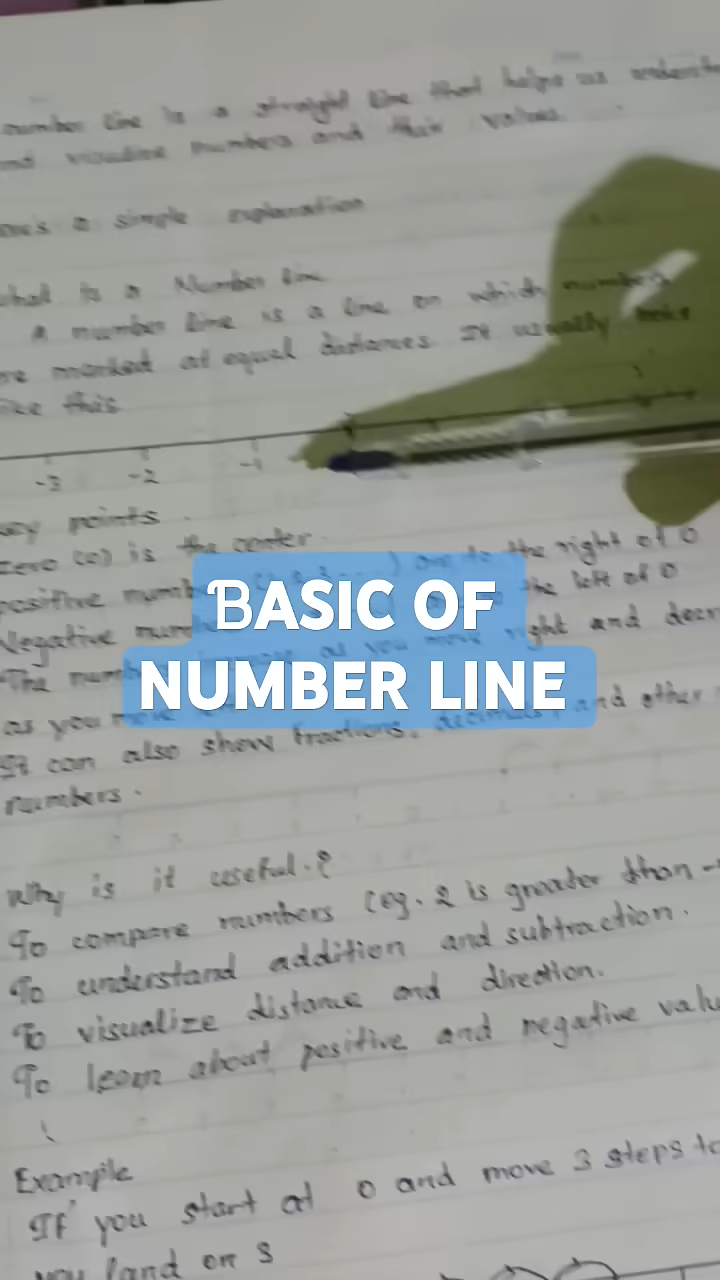 number line is a straight line that helps us underst
and visualize numbers and their values.
a simple explanation
what is a Number line
A number line is a line on which numbers
are marked at equal distances It usually
like this
-3 -2 -1
key points
zero (0) is the center.
positive numb to the right of 0
Negative num the left of 0
BASIC OF
The num as you move right and decr
NUMBER LINE
as you
It can also show fractions, decimals, and other
numbers.
Why is it useful.?
To compare numbers (eg. 2 is greater than -
To understand addition and subtraction.
To visualize distance and direction.
To learn about positive and negative valu
Example
If you start at 0 and move 3 steps to
you land on 3